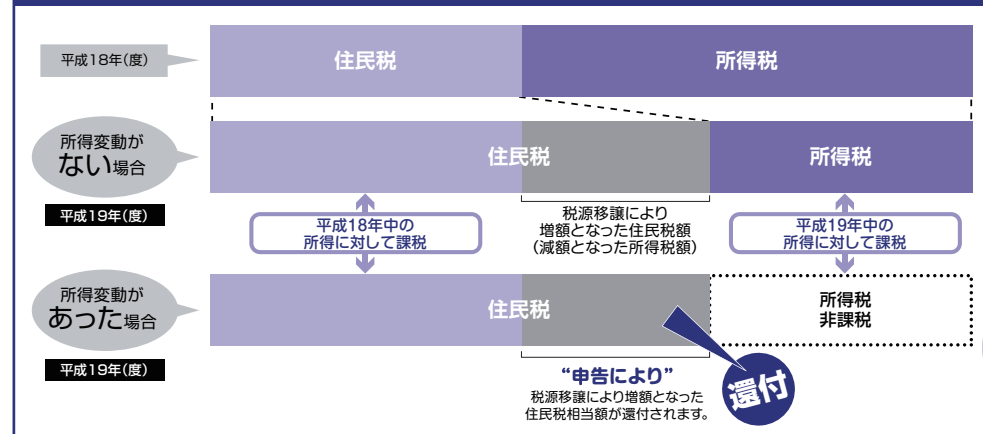 平成18年(度)
住民税
所得税
所得変動が
ない場合
平成19年(度)
住民税
所得税
平成18年中の
所得に対して課税
税源移譲により
増額となった住民税額
(減額となった所得税額)
平成19年中の
所得に対して課税
所得変動が
あった場合
平成19年(度)
住民税
所得税
非課税
“申告により”
税源移譲により増額となった
住民税相当額が還付されます。
還付